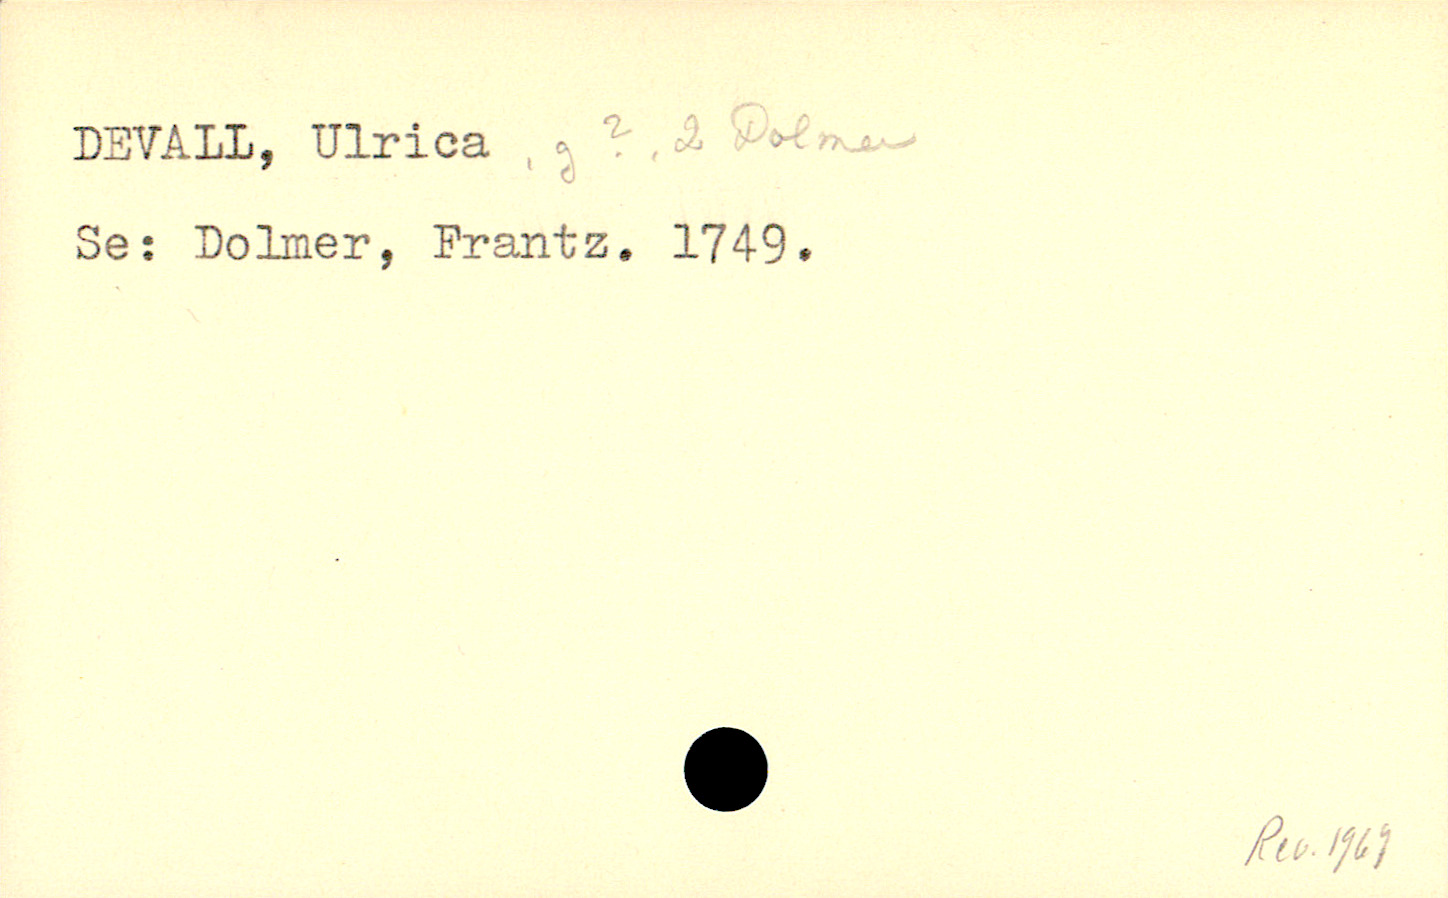 DEVALL, Ulrica , g ?, 2 Dolmer
Se: Dolmer, Frantz. 1749.
Rev. 1969